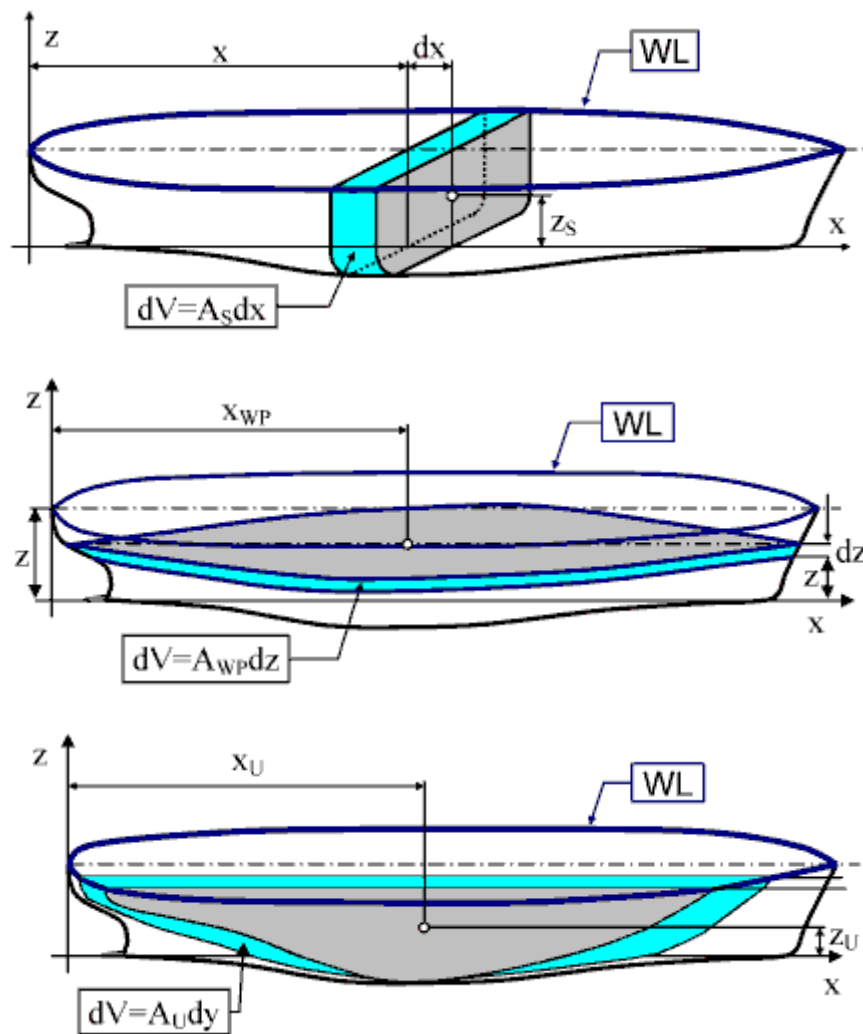 z
x
dx
WL
z_S
x
dV=A_Sdx
z
x_WP
WL
z
dz
z
x
dV=A_WPdz
z
x_U
WL
z_U
x
dV=A_Udy